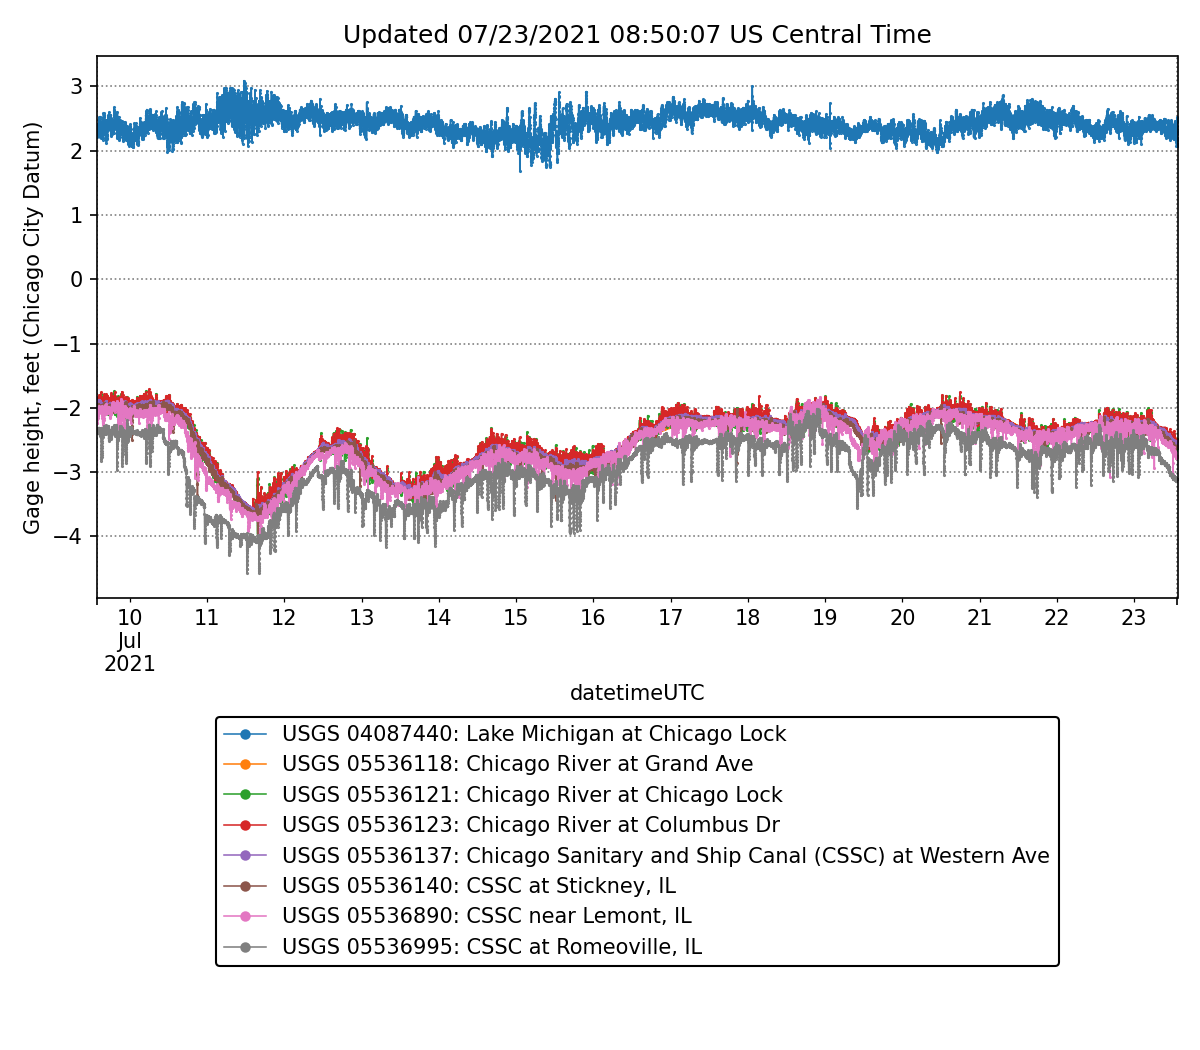 Updated 07/23/2021 08:50:07 US Central Time
Gage height, feet (Chicago City Datum)
3
2
1
0
−1
−2
−3
−4
10 11 12 13 14 15 16 17 18 19 20 21 22 23
Jul
2021
datetimeUTC
USGS 04087440: Lake Michigan at Chicago Lock
USGS 05536118: Chicago River at Grand Ave
USGS 05536121: Chicago River at Chicago Lock
USGS 05536123: Chicago River at Columbus Dr
USGS 05536137: Chicago Sanitary and Ship Canal (CSSC) at Western Ave
USGS 05536140: CSSC at Stickney, IL
USGS 05536890: CSSC near Lemont, IL
USGS 05536995: CSSC at Romeoville, IL